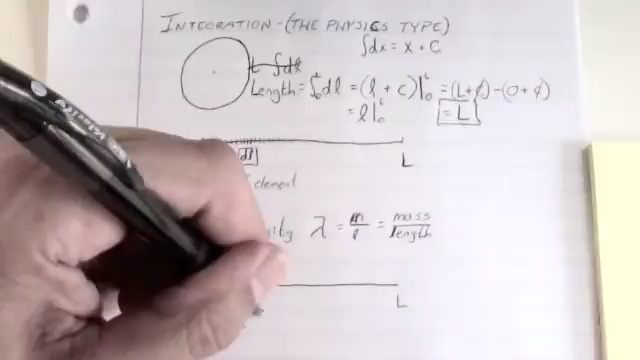 INTEGRATION - (THE PHYSICS TYPE)
∫dx = x + C
L ∫dl
Length = ∫₀ᴸ dl = (l + c)|₀ᴸ = (L+¢) - (0+¢)
= l|₀ᴸ = L
dl
L
element
λ = m/l = mass/length
L